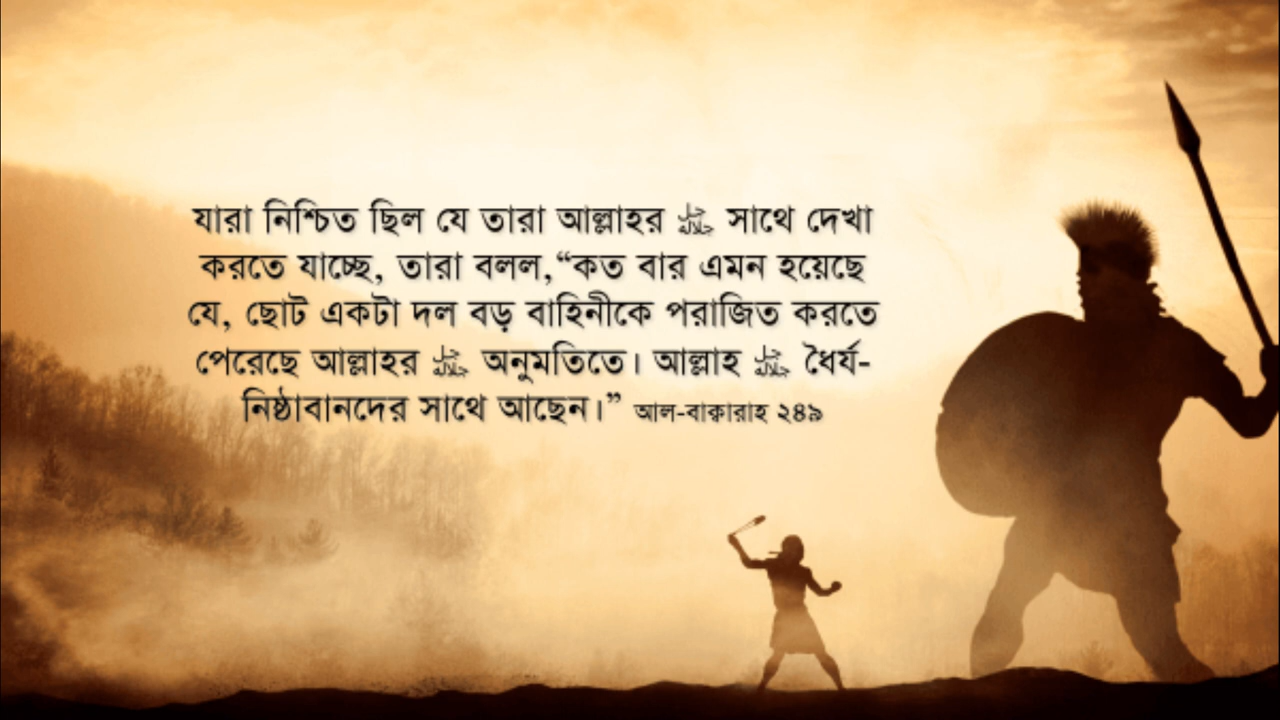 যারা নিশ্চিত ছিল যে তারা আল্লাহর ﷻ সাথে দেখা
করতে যাচ্ছে, তারা বলল,“কত বার এমন হয়েছে
যে, ছোট একটা দল বড় বাহিনীকে পরাজিত করতে
পেরেছে আল্লাহর ﷻ অনুমতিতে। আল্লাহ ﷻ ধৈর্য-
নিষ্ঠাবানদের সাথে আছেন।” আল-বাক্বারাহ ২৪৯